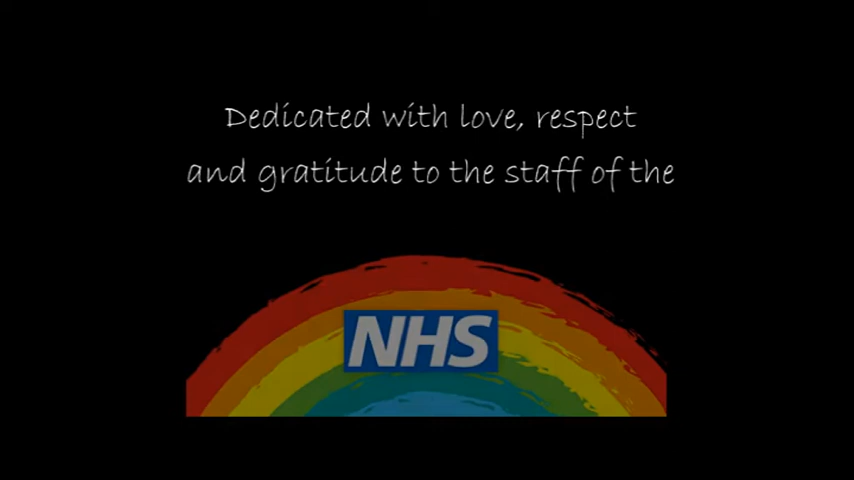 Dedicated with love, respect
and gratitude to the staff of the
NHS